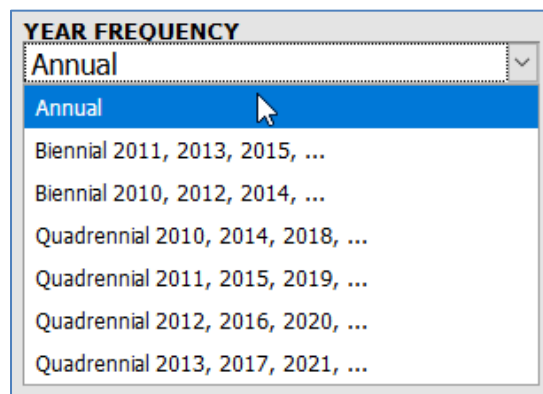 YEAR FREQUENCY
Annual
Annual
Biennial 2011, 2013, 2015, ...
Biennial 2010, 2012, 2014, ...
Quadrennial 2010, 2014, 2018, ...
Quadrennial 2011, 2015, 2019, ...
Quadrennial 2012, 2016, 2020, ...
Quadrennial 2013, 2017, 2021, ...